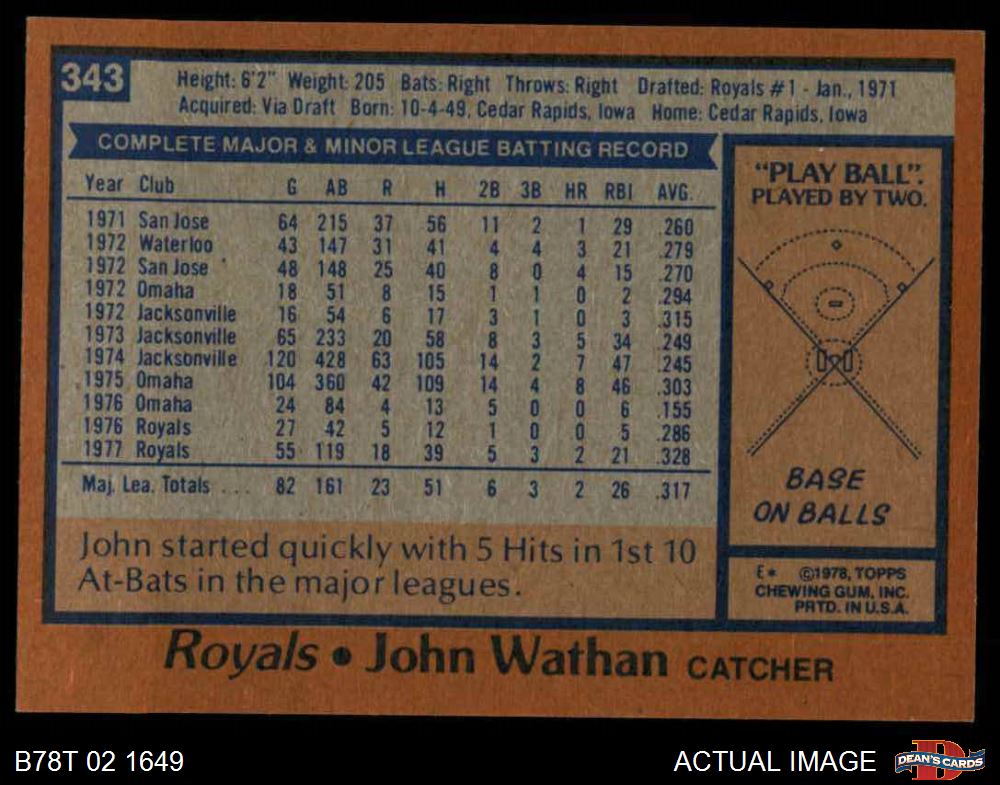 343
Height: 6'2" Weight: 205 Bats: Right Throws: Right Drafted: Royals #1 - Jan., 1971
Acquired: Via Draft Born: 10-4-49, Cedar Rapids, Iowa Home: Cedar Rapids, Iowa
COMPLETE MAJOR & MINOR LEAGUE BATTING RECORD
Year Club G AB R H 2B 3B HR RBI AVG.
1971 San Jose 64 215 37 56 11 2 1 29 .260
1972 Waterloo 43 147 31 41 4 4 3 21 .279
1972 San Jose 48 148 25 40 8 0 4 15 .270
1972 Omaha 18 51 8 15 1 1 0 2 .294
1972 Jacksonville 16 54 6 17 3 1 0 3 .315
1973 Jacksonville 65 233 20 58 8 3 5 34 .249
1974 Jacksonville 120 428 63 105 14 2 7 47 .245
1975 Omaha 104 360 42 109 14 4 8 46 .303
1976 Omaha 24 84 4 13 5 0 0 6 .155
1976 Royals 27 42 5 12 1 0 0 5 .286
1977 Royals 55 119 18 39 5 3 2 21 .328
Maj. Lea. Totals ... 82 161 23 51 6 3 2 26 .317
John started quickly with 5 Hits in 1st 10
At-Bats in the major leagues.
"PLAY BALL".
PLAYED BY TWO.
BASE
ON BALLS
E* ©1978, TOPPS
CHEWING GUM, INC.
PRTD. IN U.S.A.
Royals • John Wathan CATCHER
B78T 02 1649
ACTUAL IMAGE
DEAN'S CARDS